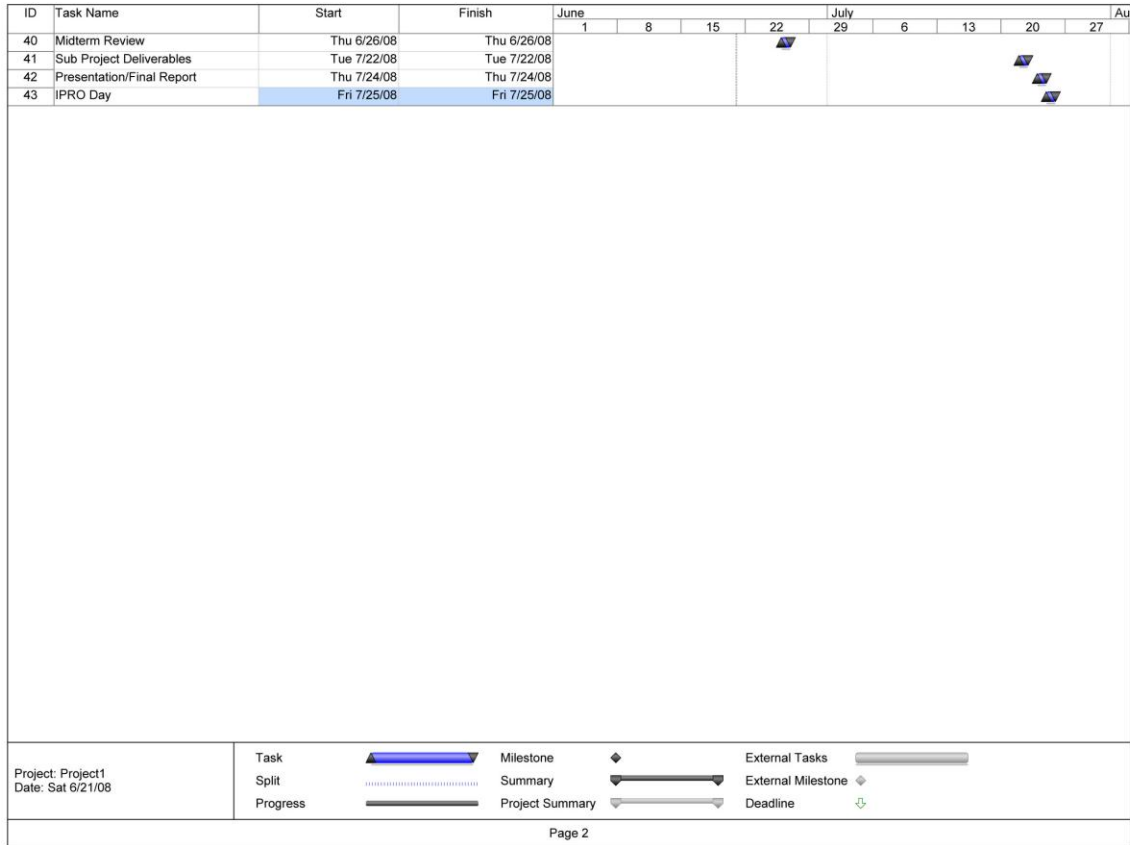 ID Task Name Start Finish June July Au
1 8 15 22 29 6 13 20 27
40 Midterm Review Thu 6/26/08 Thu 6/26/08
41 Sub Project Deliverables Tue 7/22/08 Tue 7/22/08
42 Presentation/Final Report Thu 7/24/08 Thu 7/24/08
43 IPRO Day Fri 7/25/08 Fri 7/25/08
Project: Project1
Date: Sat 6/21/08
Task Milestone External Tasks
Split Summary External Milestone
Progress Project Summary Deadline
Page 2